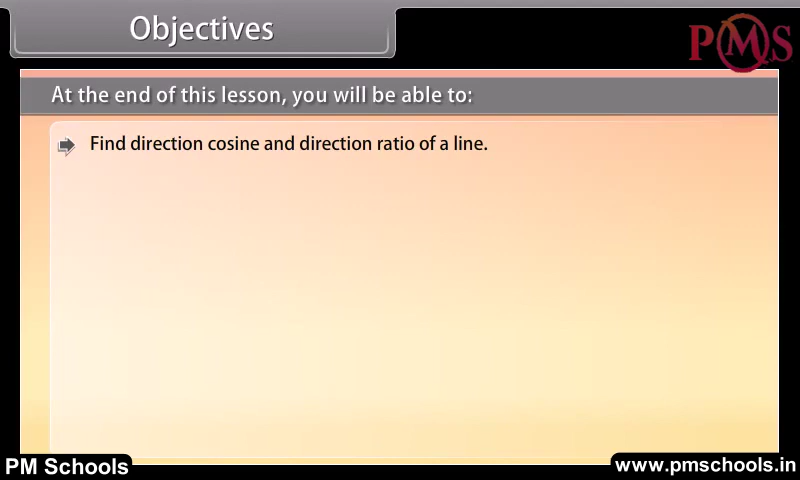 Objectives
PMS
At the end of this lesson, you will be able to:
Find direction cosine and direction ratio of a line.
PM Schools
www.pmschools.in